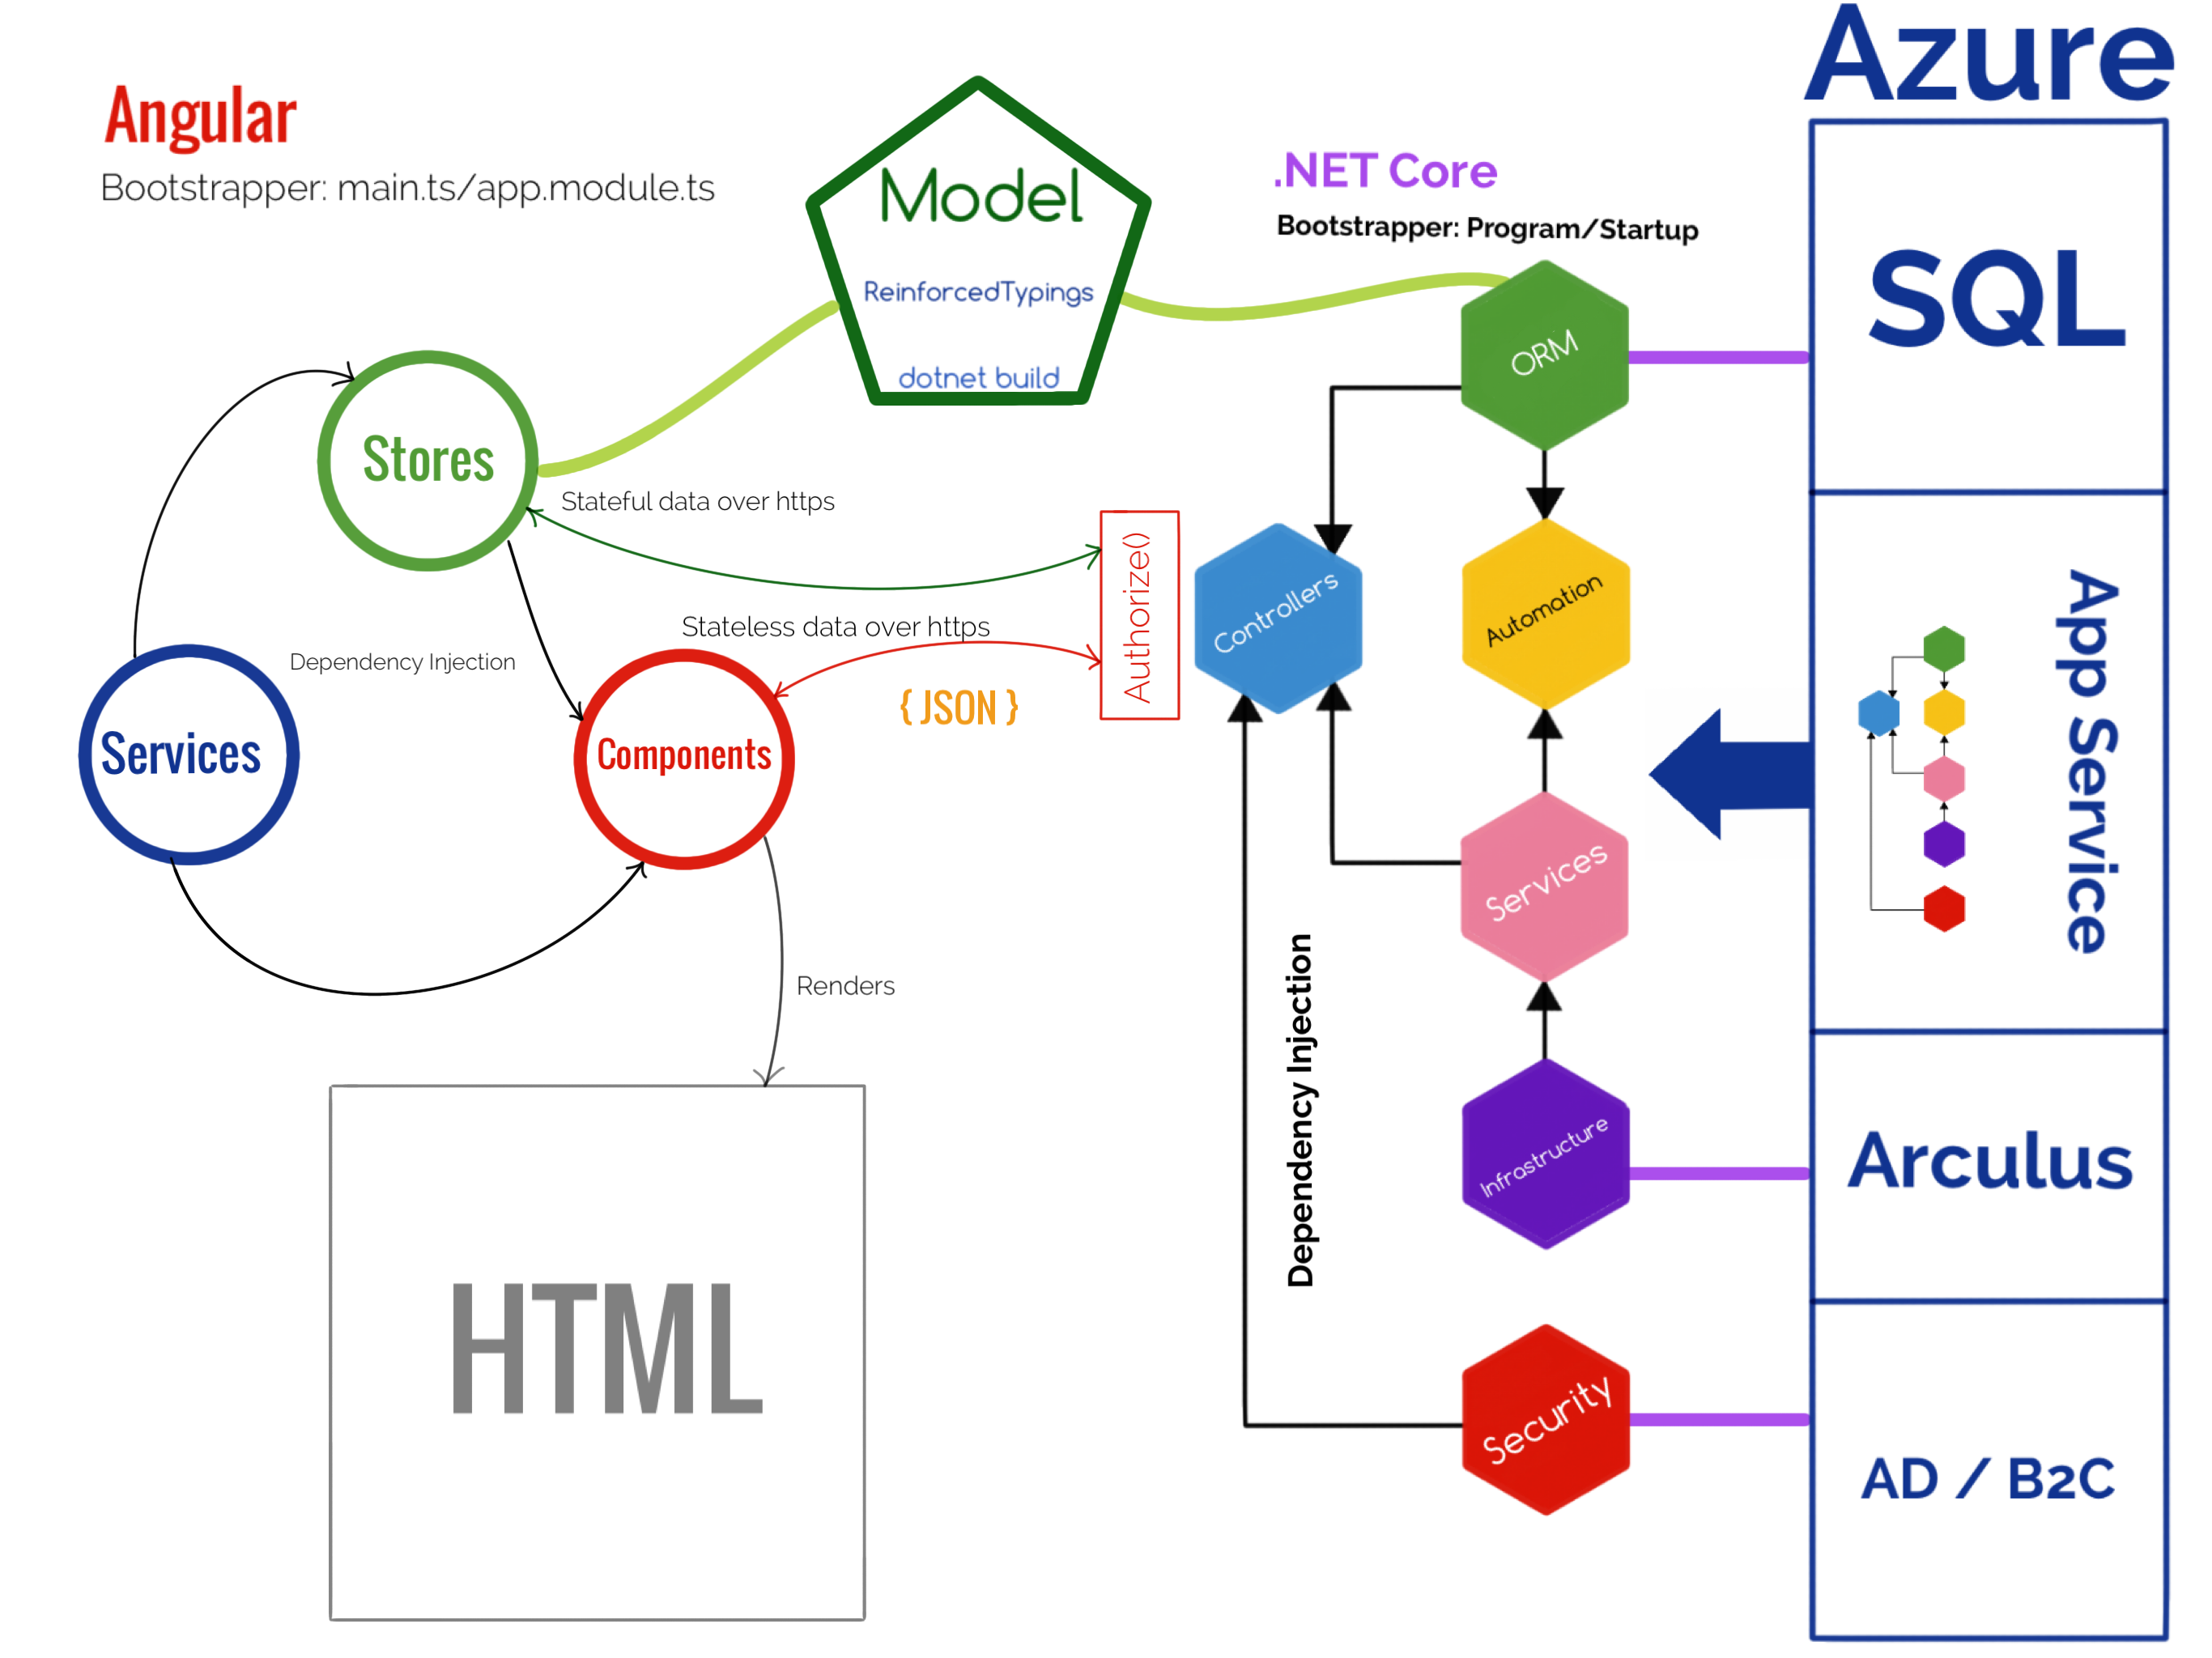 Angular
Bootstrapper: main.ts/app.module.ts
Model
ReinforcedTypings
dotnet build
.NET Core
Bootstrapper: Program/Startup
Azure
SQL
ORM
Stores
Stateful data over https
Authorize()
Controllers
Automation
App Service
Stateless data over https
Dependency Injection
{ JSON }
Services
Components
Services
Renders
Dependency Injection
Infrastructure
Arculus
HTML
Security
AD / B2C